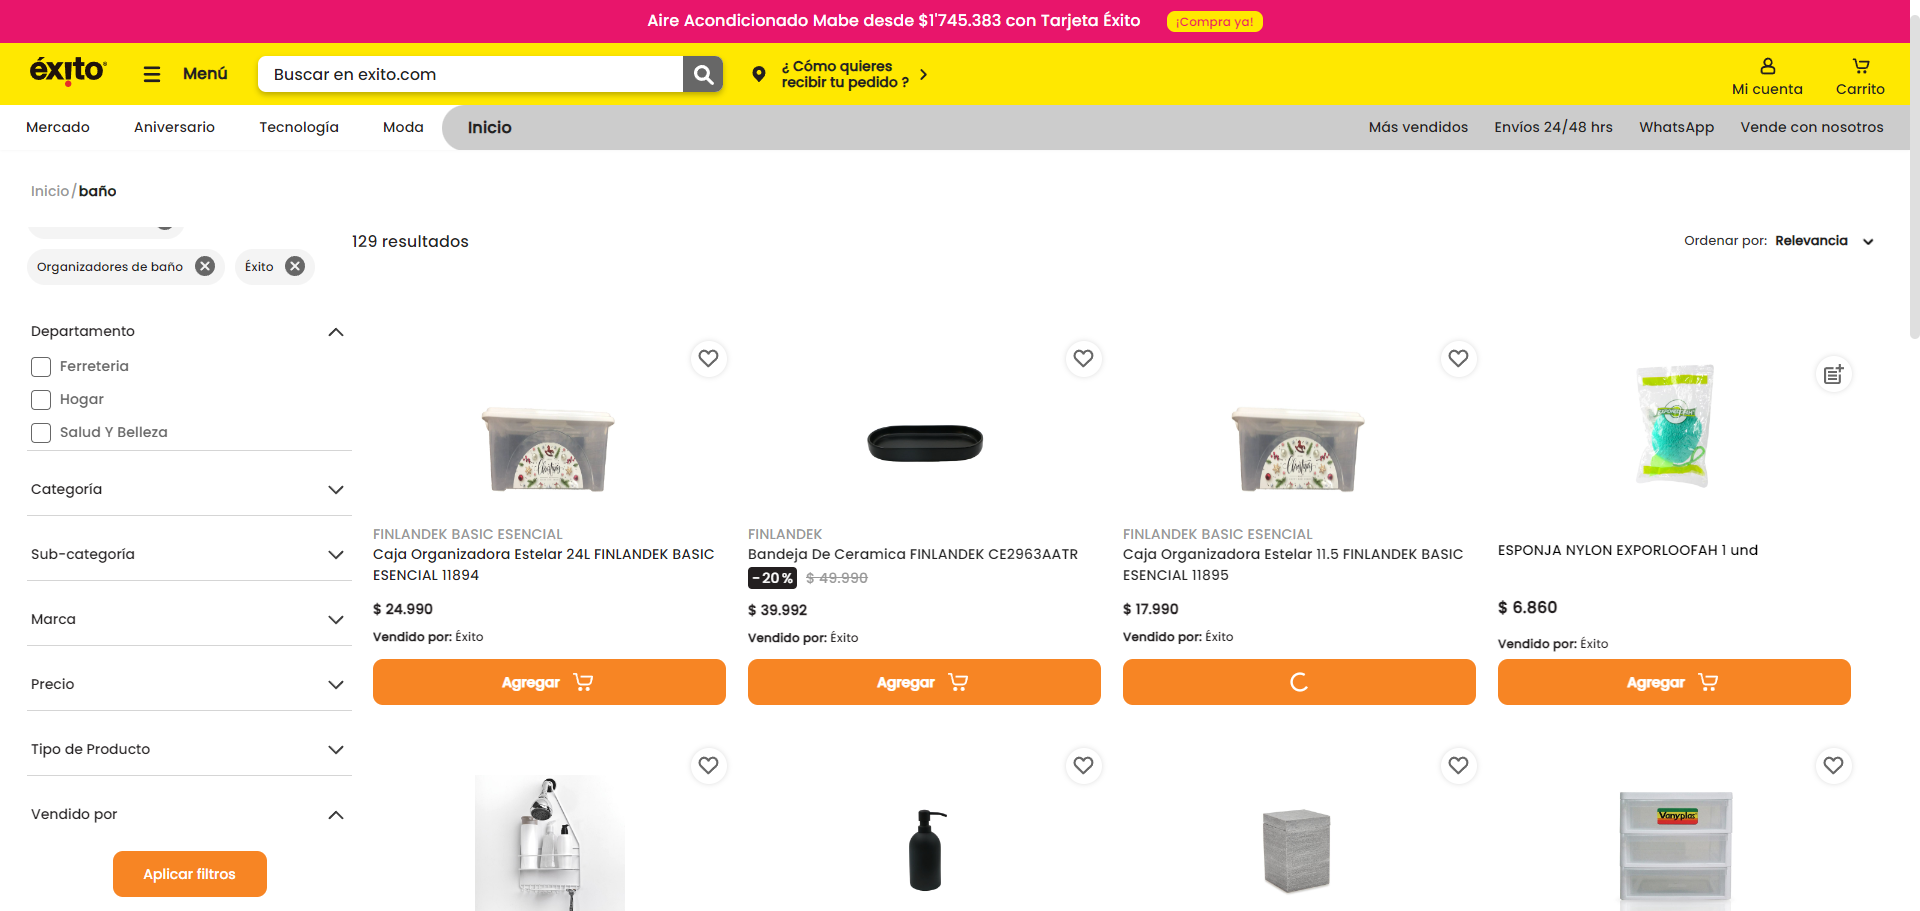 Aire Acondicionado Mabe desde $1'745.383 con Tarjeta Éxito ¡Compra ya!
éxito Menú Buscar en exito.com ¿ Cómo quieres
recibir tu pedido ? Mi cuenta Carrito
Mercado Aniversario Tecnología Moda Inicio Más vendidos Envíos 24/48 hrs WhatsApp Vende con nosotros
Inicio/baño
129 resultados Ordenar por: Relevancia
Organizadores de baño Éxito
Departamento
Ferreteria
Hogar
Salud Y Belleza
Categoría
Sub-categoría
Marca
Precio
Tipo de Producto
Vendido por
Aplicar filtros
Christmas
FINLANDEK BASIC ESENCIAL
Caja Organizadora Estelar 24L FINLANDEK BASIC
ESENCIAL 11894
$ 24.990
Vendido por: Éxito
Agregar
FINLANDEK
Bandeja De Ceramica FINLANDEK CE2963AATR
-20% $ 49.990
$ 39.992
Vendido por: Éxito
Agregar
Christmas
FINLANDEK BASIC ESENCIAL
Caja Organizadora Estelar 11.5 FINLANDEK BASIC
ESENCIAL 11895
$ 17.990
Vendido por: Éxito
ESPONJA NYLON EXPORLOOFAH 1 und
$ 6.860
Vendido por: Éxito
Agregar
Vanyplas